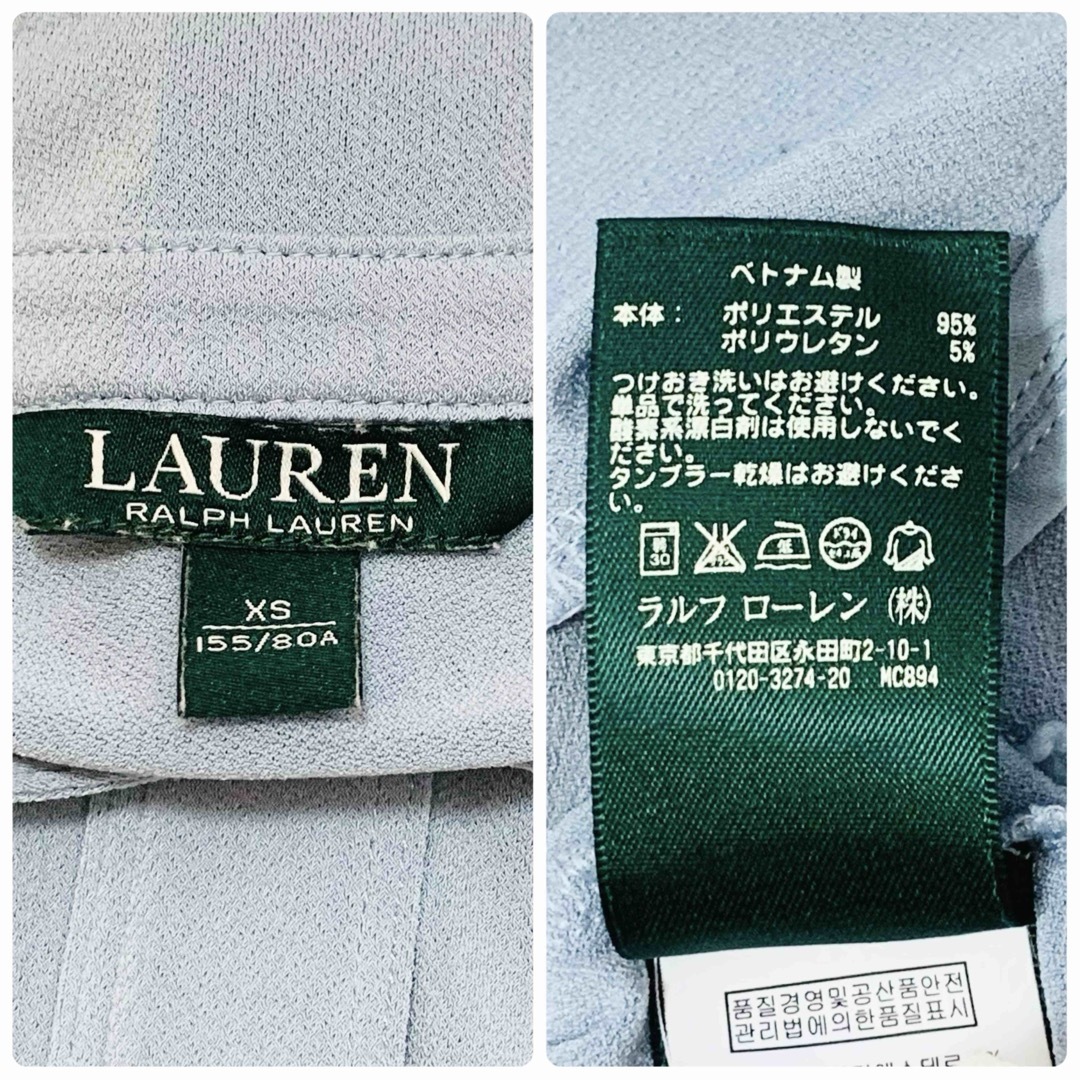 LAUREN
RALPH LAUREN
XS
155/80A
ベトナム製
本体： ポリエステル 95%
ポリウレタン 5%
つけおき洗いはお避けください。
単品で洗ってください。
酸素系漂白剤は使用しないでく
ださい。
タンブラー乾燥はお避けくださ
い。
30 低
ラルフ ローレン (株)
東京都千代田区永田町2-10-1
0120-3274-20 MC894
품질경영및공산품안전
관리법에의한품질표시